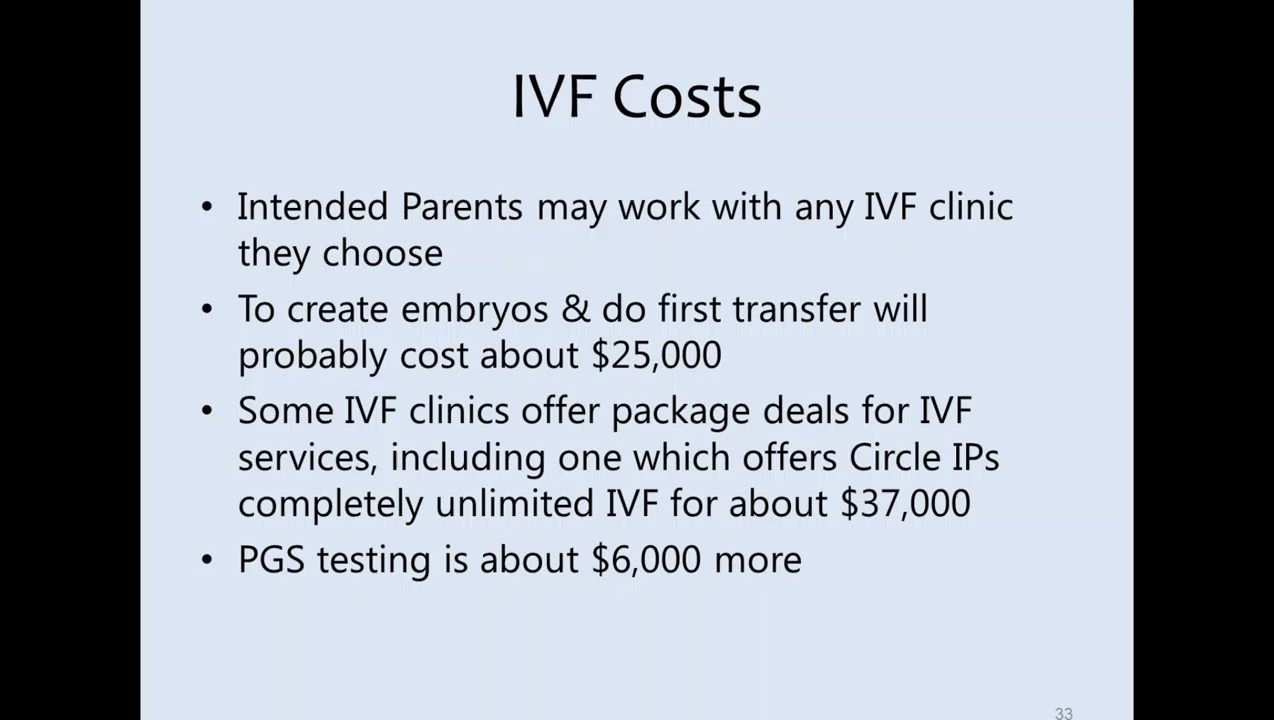 IVF Costs
• Intended Parents may work with any IVF clinic
they choose
• To create embryos & do first transfer will
probably cost about $25,000
• Some IVF clinics offer package deals for IVF
services, including one which offers Circle IPs
completely unlimited IVF for about $37,000
• PGS testing is about $6,000 more
33